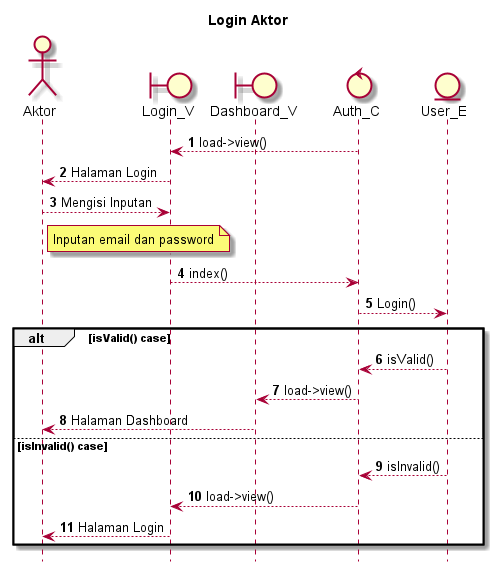 Login Aktor
Aktor
Login_V
Dashboard_V
Auth_C
User_E
1 load->view()
2 Halaman Login
3 Mengisi Inputan
Inputan email dan password
4 index()
5 Login()
alt [isValid() case]
6 isValid()
7 load->view()
8 Halaman Dashboard
[isInvalid() case]
9 isInvalid()
10 load->view()
11 Halaman Login